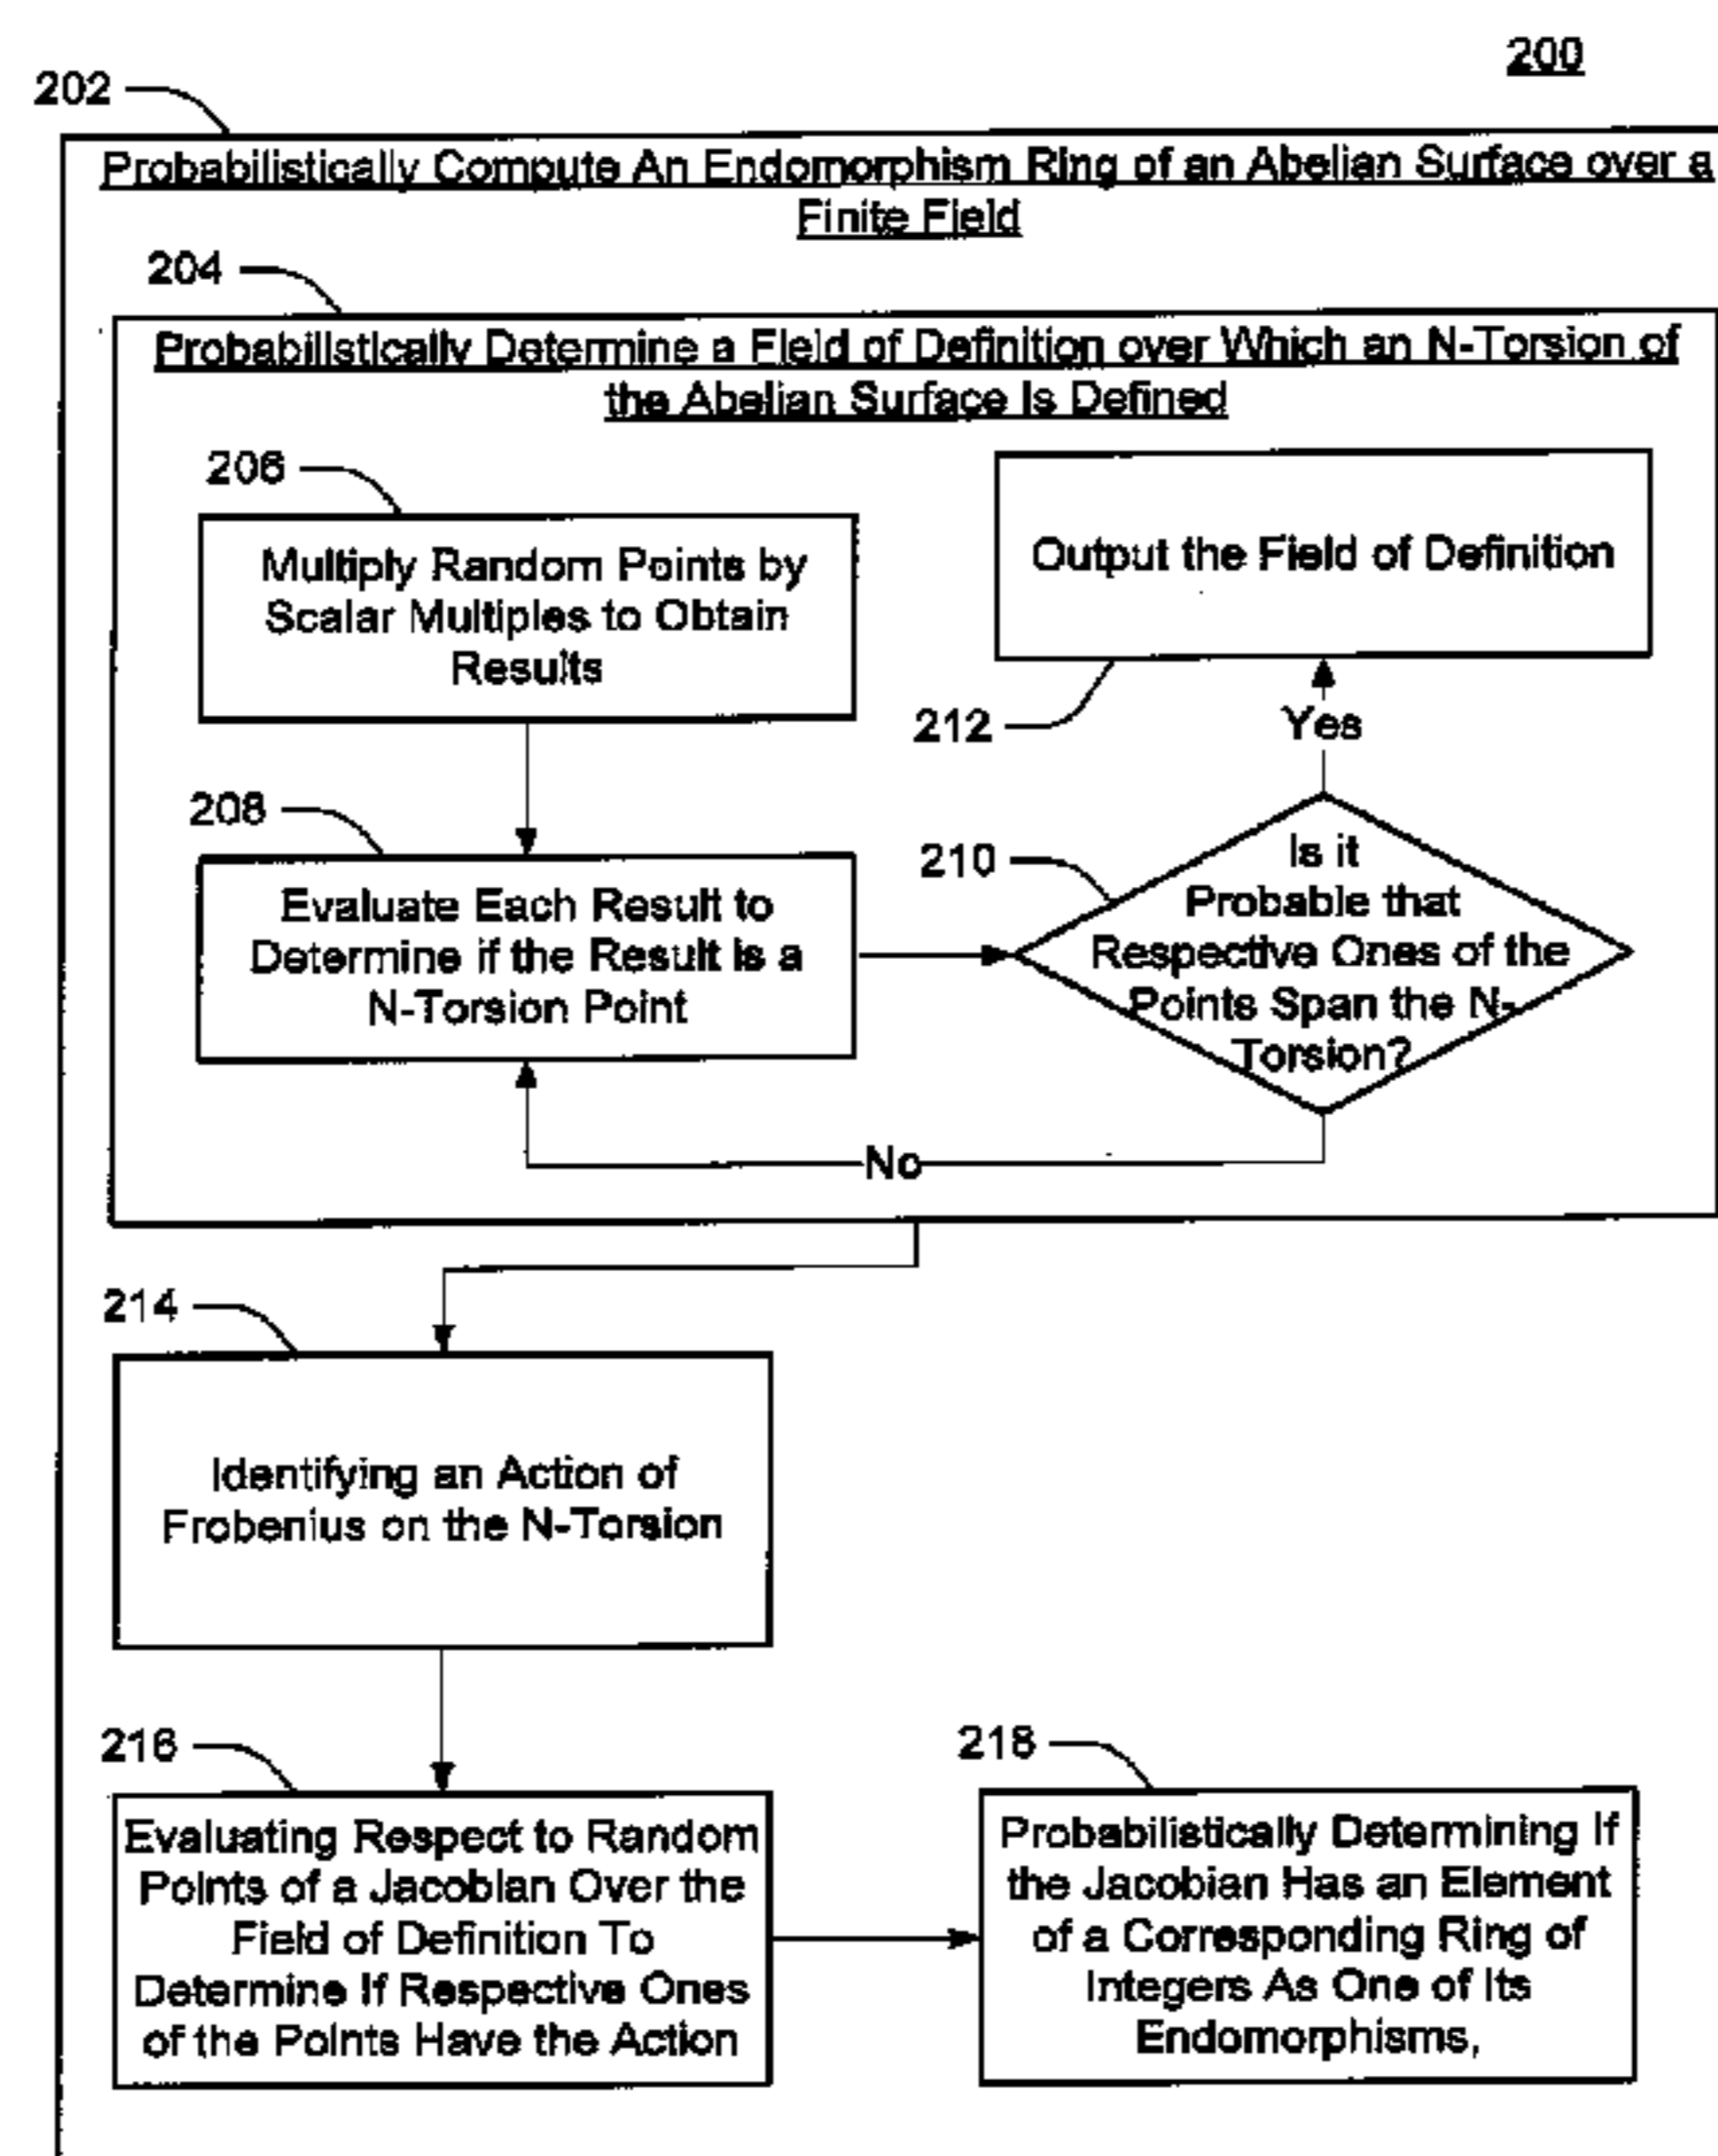 200
202
Probabilistically Compute An Endomorphism Ring of an Abelian Surface over a
Finite Field
204
Probabilistically Determine a Field of Definition over Which an N-Torsion of
the Abelian Surface Is Defined
206
Multiply Random Points by
Scalar Multiples to Obtain
Results
Output the Field of Definition
212
Yes
208
Evaluate Each Result to
Determine if the Result is a
N-Torsion Point
210
Is it
Probable that
Respective Ones of the
Points Span the N-
Torsion?
No
214
Identifying an Action of
Frobenius on the N-Torsion
216
Evaluating Respect to Random
Points of a Jacobian Over the
Field of Definition To
Determine If Respective Ones
of the Points Have the Action
218
Probabilistically Determining If
the Jacobian Has an Element
of a Corresponding Ring of
Integers As One of Its
Endomorphisms,